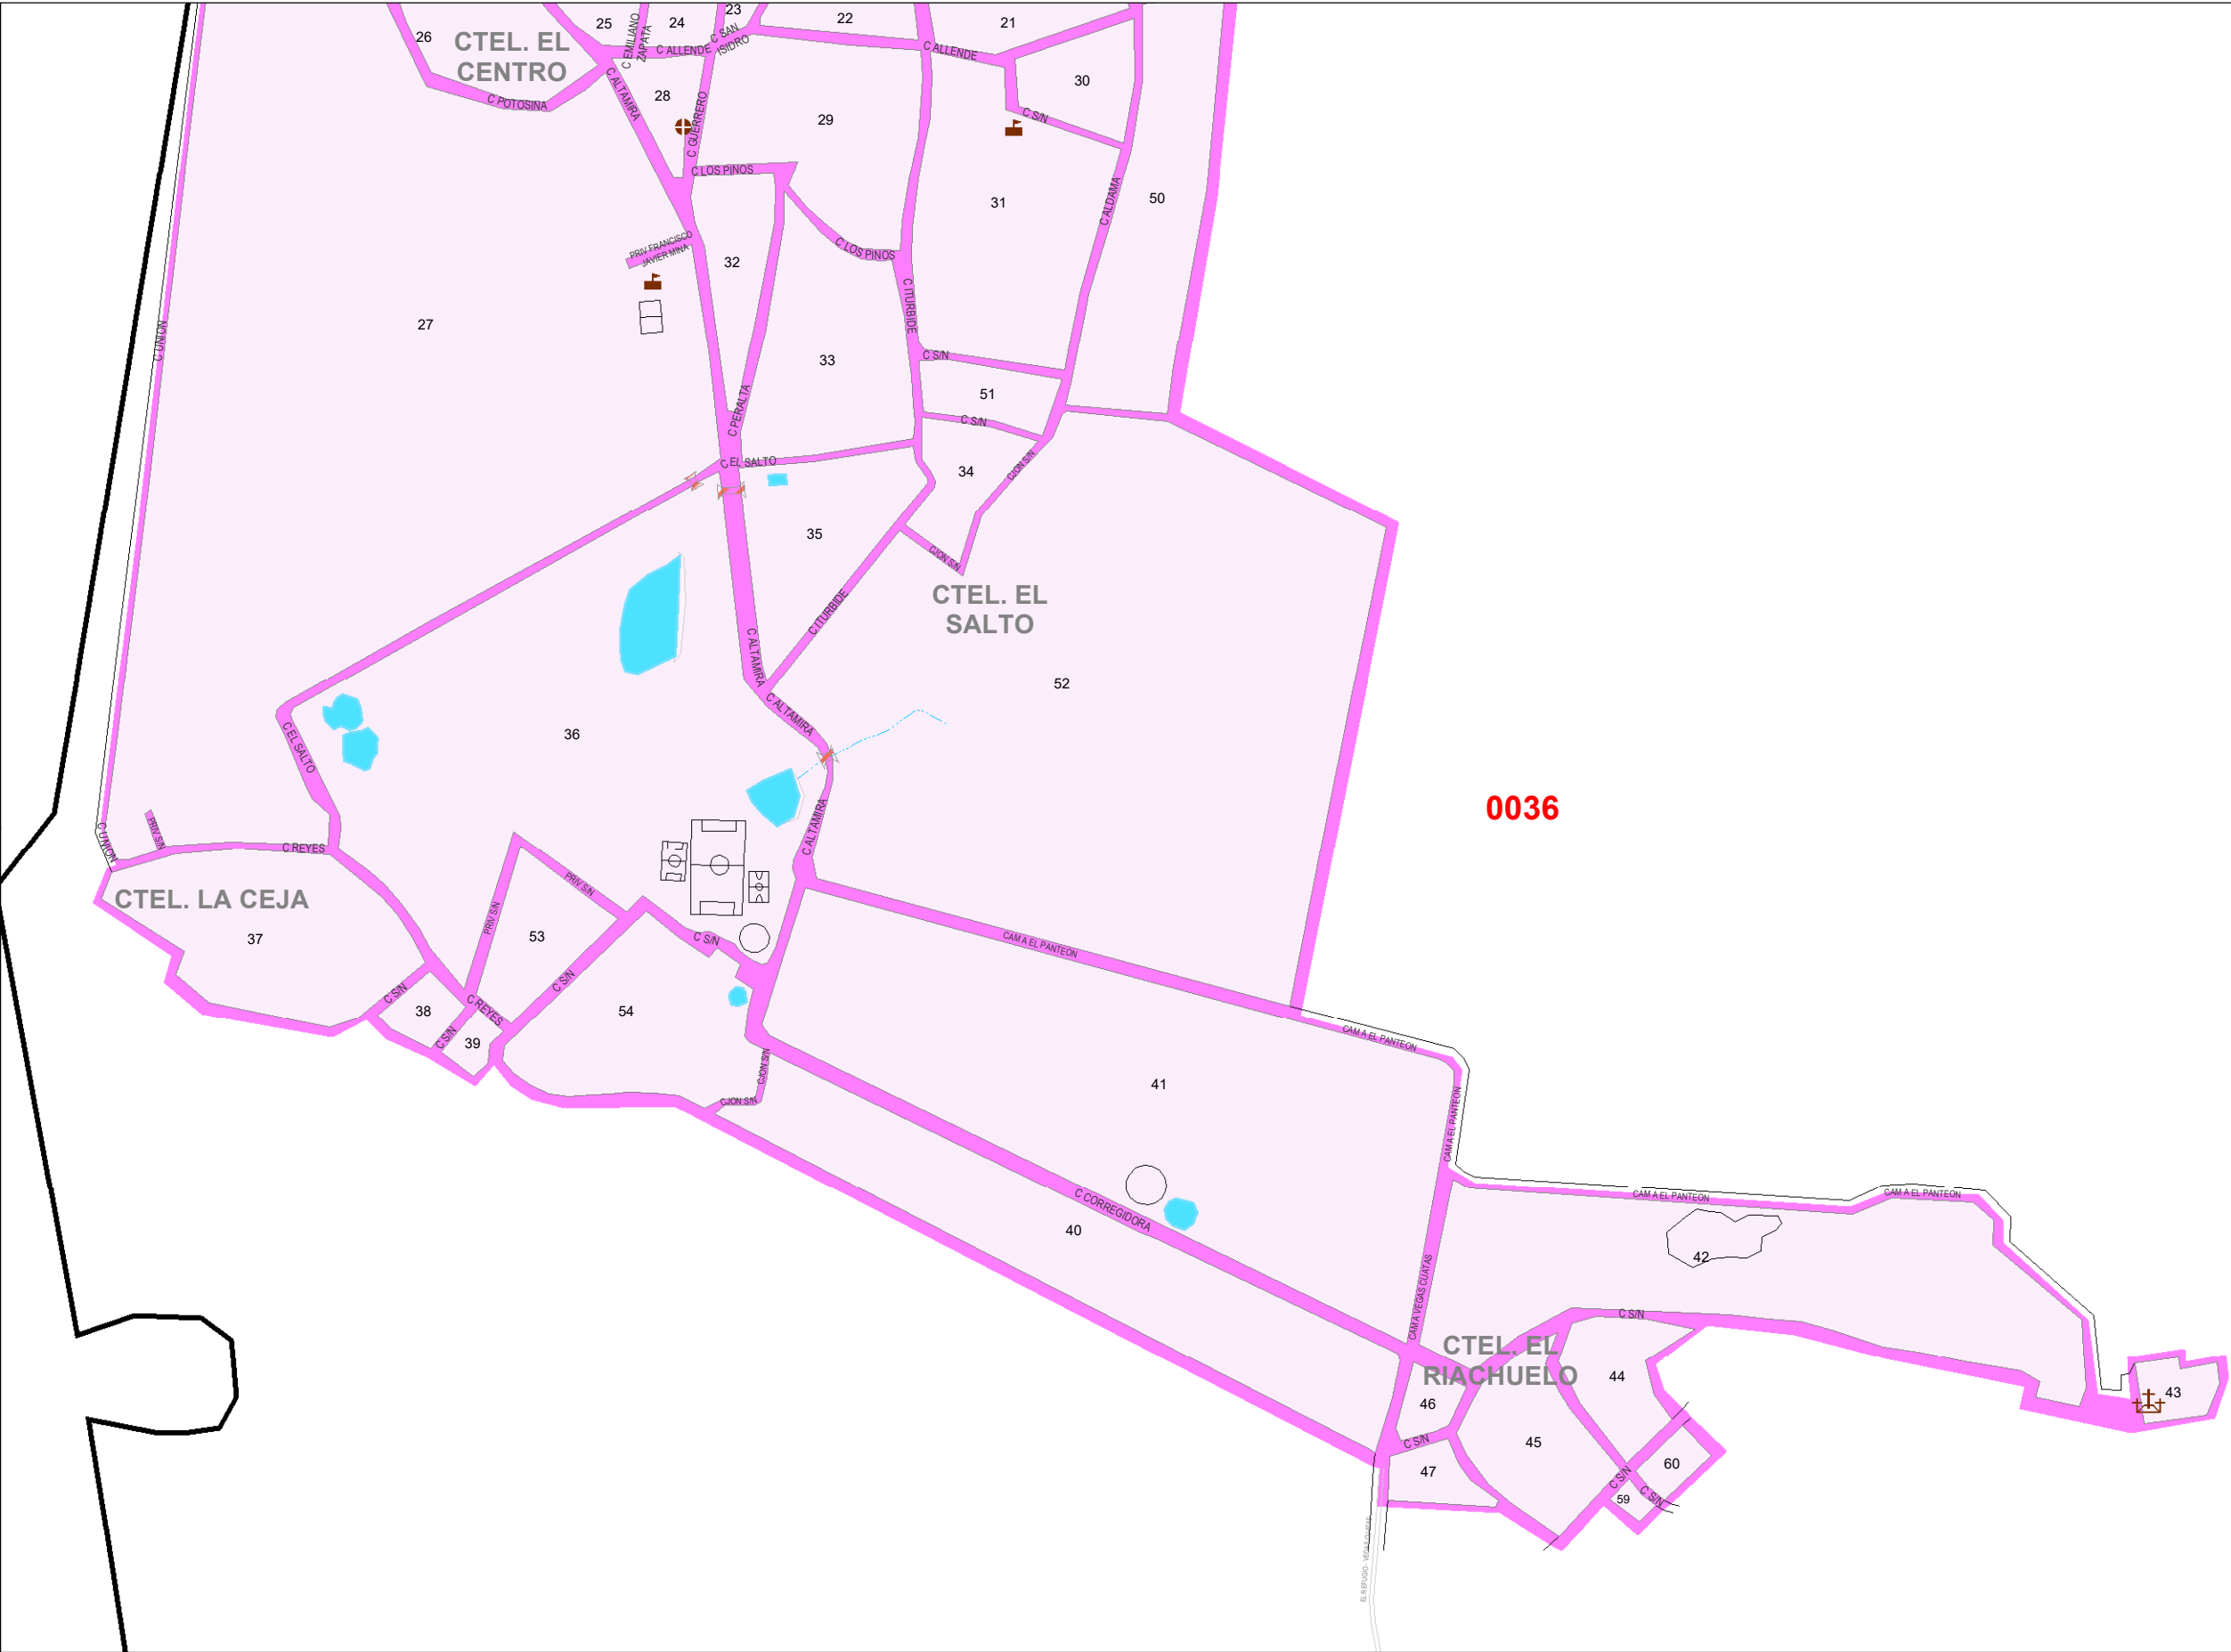 23
25
24
22
21
26
CTEL. EL
CENTRO
C EMILIANO
ZAPATA
C ALLENDE
C SAN
ISIDRO
C ALLENDE
C POTOSINA
C ALTAMIRA
28
C GUERRERO
29
30
C S/N
C LOS PINOS
31
50
C ALDAMA
PRIV FRANCISCO
JAVIER MINA
32
C LOS PINOS
27
C UNION
C ITURBIDE
33
C S/N
51
C S/N
C PERALTA
C EL SALTO
34
CJON S/N
35
CJON S/N
CTEL. EL
SALTO
C ITURBIDE
C ALTAMIRA
52
C ALTAMIRA
36
C EL SALTO
0036
C ALTAMIRA
C UNION
PRIV S/N
C REYES
CTEL. LA CEJA
37
PRIV S/N
PRIV S/N
53
C S/N
CAM A EL PANTEON
C S/N
C S/N
38
C REYES
54
C S/N
39
CAM A EL PANTEON
CJON S/N
41
CJON S/N
CAM A EL PANTEON
C CORREGIDORA
40
CAM A EL PANTEON
CAM A EL PANTEON
42
CAM A VEGAS CUATAS
C S/N
CTEL. EL
RIACHUELO
44
43
46
C S/N
45
47
60
C S/N
C S/N
59
EL REFUGIO - VEGAS CUATAS